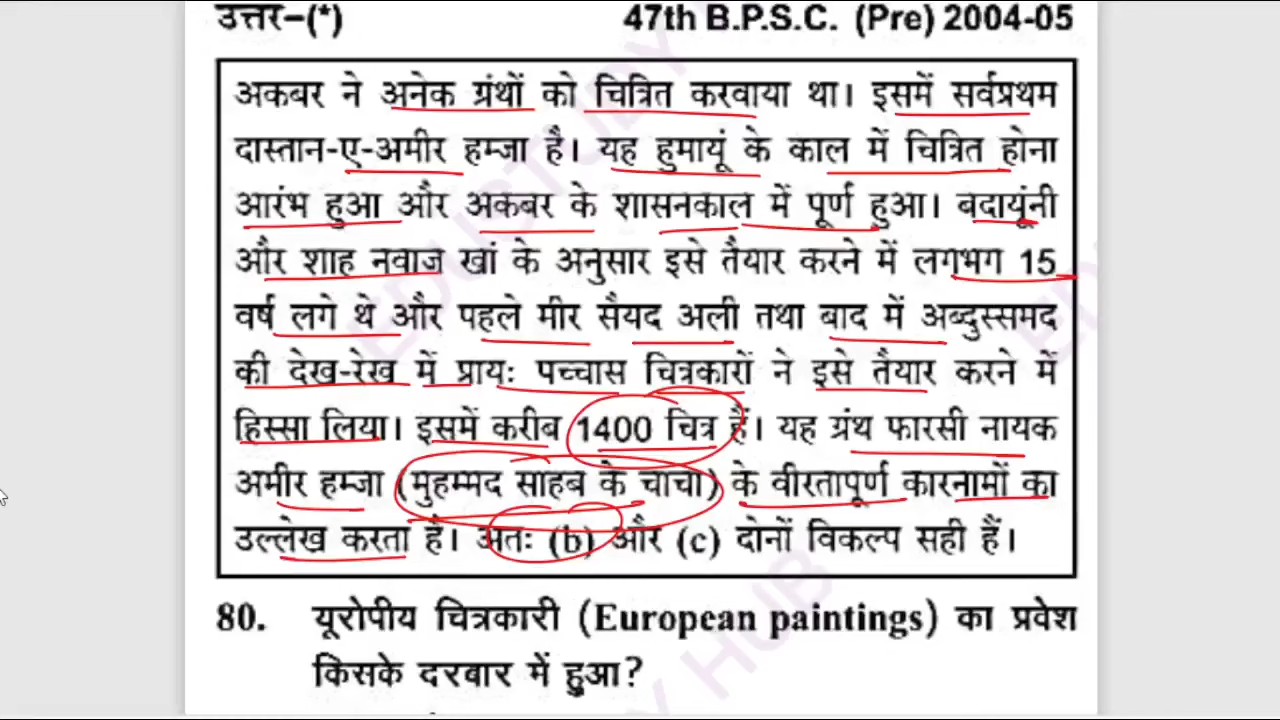 उत्तर–(*) 47th B.P.S.C. (Pre) 2004-05
अकबर ने अनेक ग्रंथों को चित्रित करवाया था। इसमें सर्वप्रथम
दास्तान-ए-अमीर हम्जा है। यह हुमायूं के काल में चित्रित होना
आरंभ हुआ और अकबर के शासनकाल में पूर्ण हुआ। बदायूंनी
और शाह नवाज खां के अनुसार इसे तैयार करने में लगभग 15
वर्ष लगे थे और पहले मीर सैयद अली तथा बाद में अब्दुस्समद
की देख-रेख में प्रायः पच्चास चित्रकारों ने इसे तैयार करने में
हिस्सा लिया। इसमें करीब 1400 चित्र हैं। यह ग्रंथ फारसी नायक
अमीर हम्जा (मुहम्मद साहब के चाचा) के वीरतापूर्ण कारनामों का
उल्लेख करता है। अतः (b) और (c) दोनों विकल्प सही हैं।
80. यूरोपीय चित्रकारी (European paintings) का प्रवेश
किसके दरबार में हुआ?